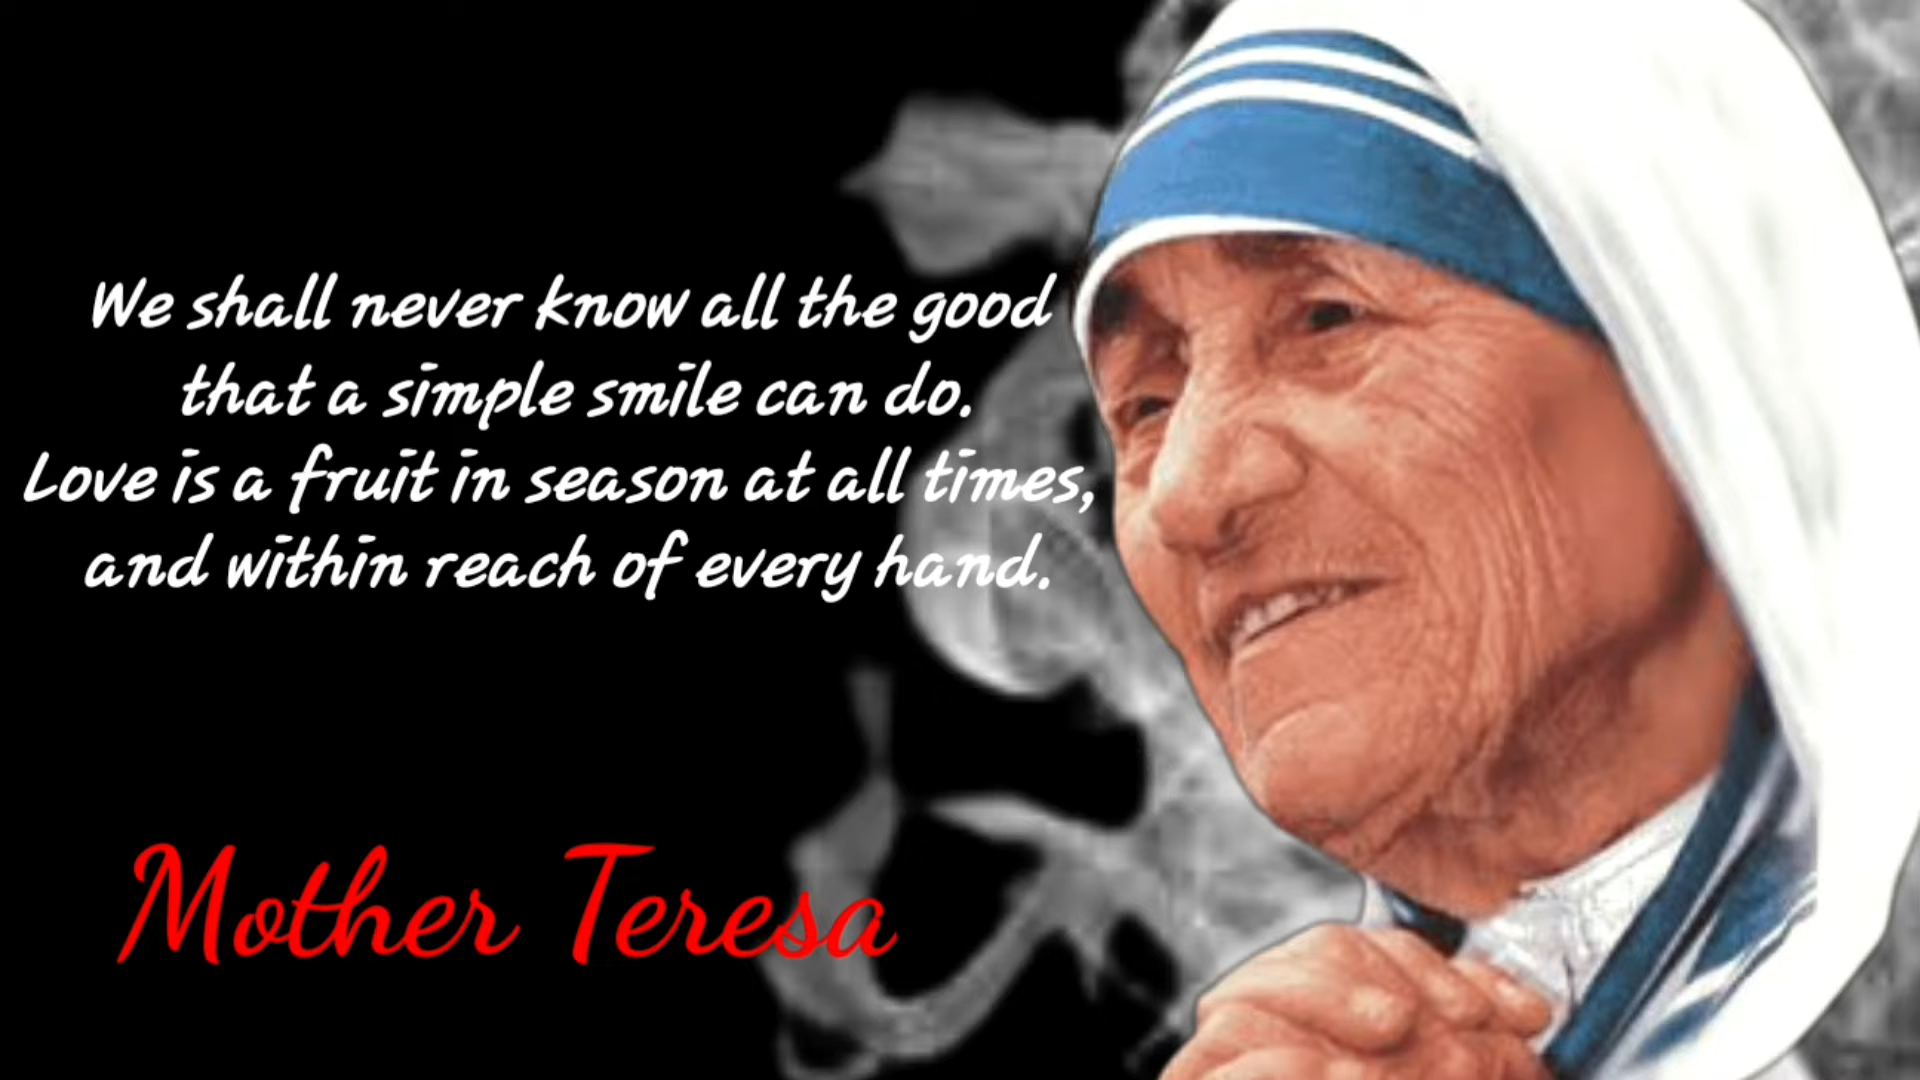 We shall never know all the good
that a simple smile can do.
Love is a fruit in season at all times,
and within reach of every hand.
Mother Teresa